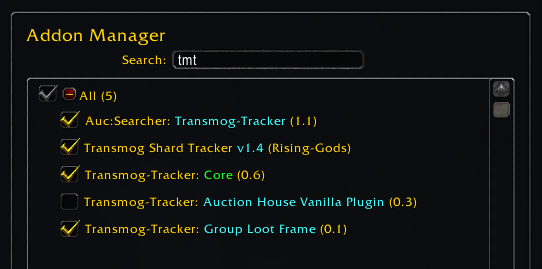 Addon Manager
Search: tmt
All (5)
Auc:Searcher: Transmog-Tracker (1.1)
Transmog Shard Tracker v1.4 (Rising-Gods)
Transmog-Tracker: Core (0.6)
Transmog-Tracker: Auction House Vanilla Plugin (0.3)
Transmog-Tracker: Group Loot Frame (0.1)